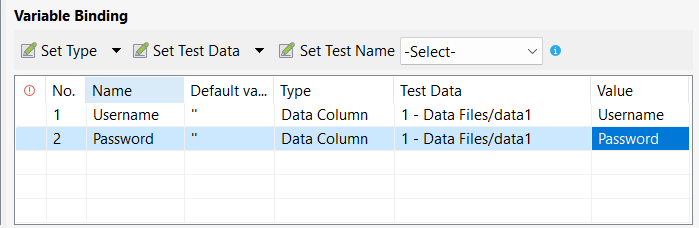 Variable Binding
Set Type Set Test Data Set Test Name -Select-
No. Name Default va... Type Test Data Value
1 Username '' Data Column 1 - Data Files/data1 Username
2 Password '' Data Column 1 - Data Files/data1 Password